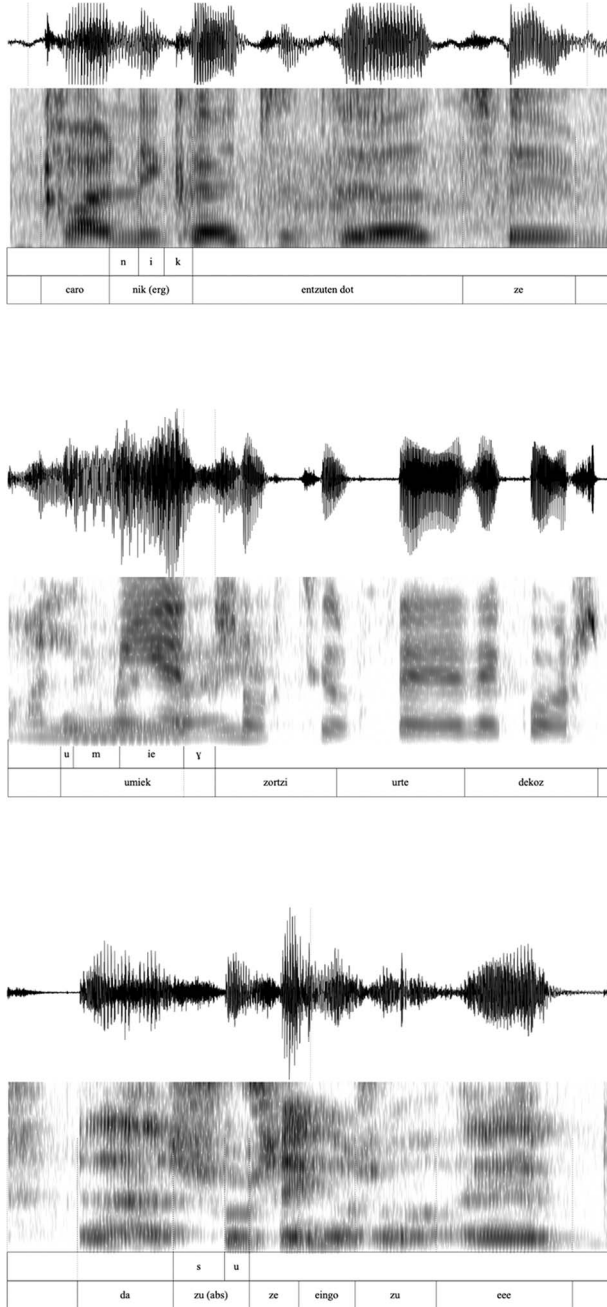 n i k
caro nik (erg) entzuten dot ze
u m ie ɣ
umiek zortzi urte dekoz
s u
da zu (abs) ze eingo zu eee